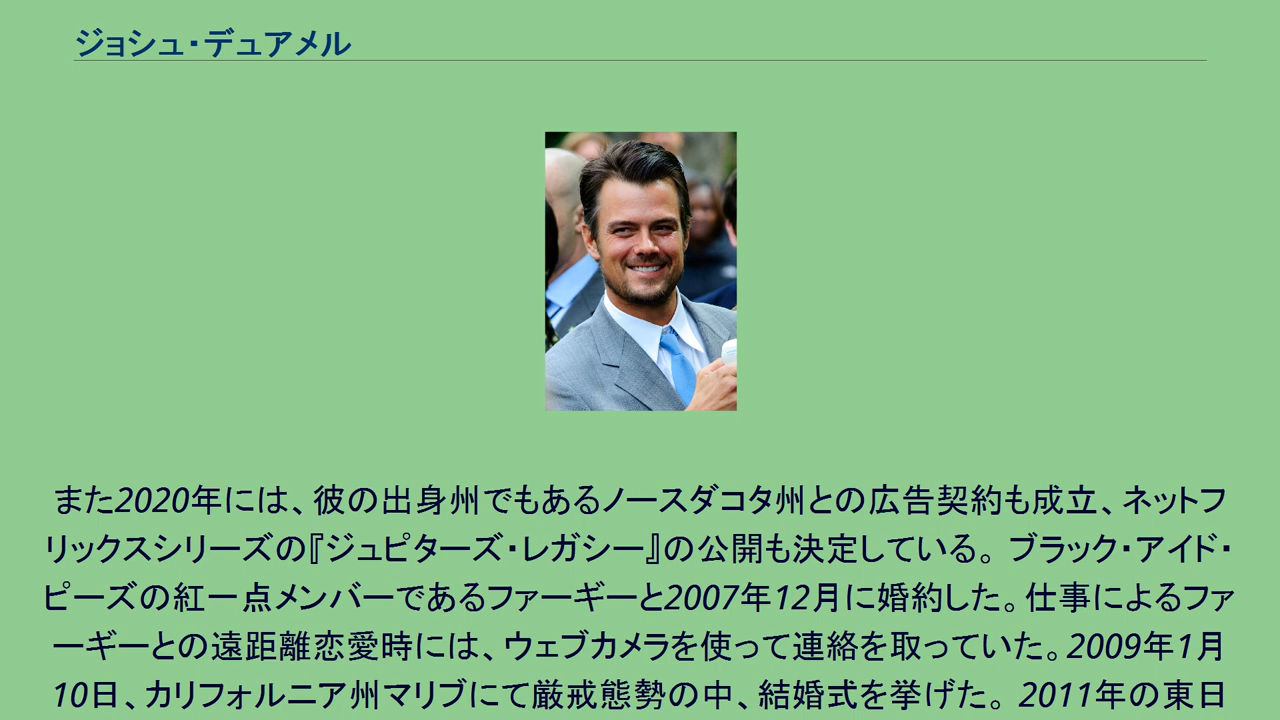 ジョシュ・デュアメル
また2020年には、彼の出身州でもあるノースダコタ州との広告契約も成立、ネットフ
リックスシリーズの『ジュピターズ・レガシー』の公開も決定している。 ブラック・アイド・
ピーズの紅一点メンバーであるファーギーと2007年12月に婚約した。仕事によるファ
ーギーとの遠距離恋愛時には、ウェブカメラを使って連絡を取っていた。2009年1月
10日、カリフォルニア州マリブにて厳戒態勢の中、結婚式を挙げた。 2011年の東日